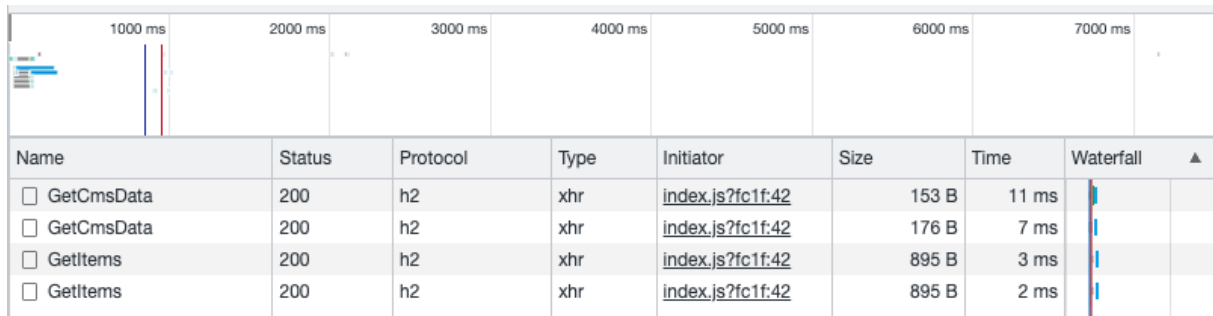 1000 ms 2000 ms 3000 ms 4000 ms 5000 ms 6000 ms 7000 ms
Name Status Protocol Type Initiator Size Time Waterfall ▲
GetCmsData 200 h2 xhr index.js?fc1f:42 153 B 11 ms
GetCmsData 200 h2 xhr index.js?fc1f:42 176 B 7 ms
GetItems 200 h2 xhr index.js?fc1f:42 895 B 3 ms
GetItems 200 h2 xhr index.js?fc1f:42 895 B 2 ms